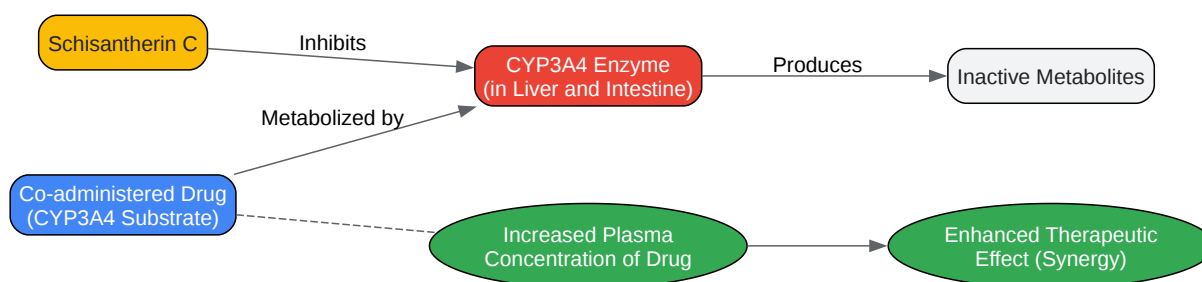 Schisantherin C
Inhibits
CYP3A4 Enzyme
(in Liver and Intestine)
Produces
Inactive Metabolites
Metabolized by
Co-administered Drug
(CYP3A4 Substrate)
Increased Plasma
Concentration of Drug
Enhanced Therapeutic
Effect (Synergy)